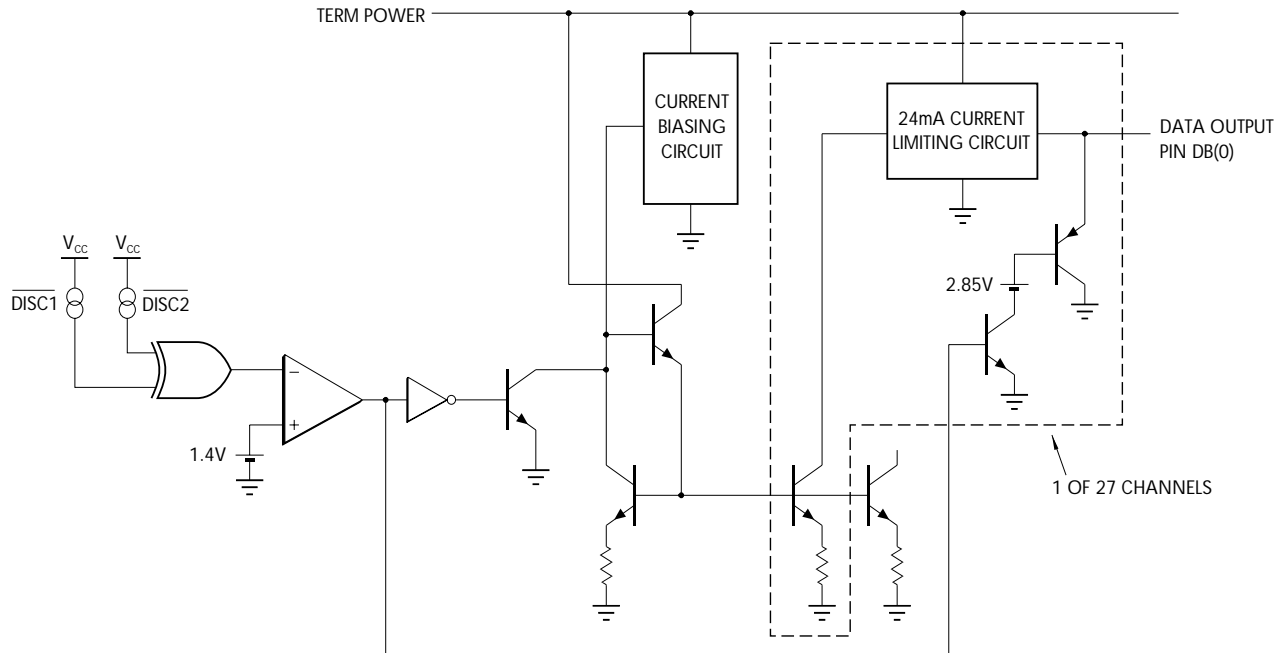 TERM POWER
CURRENT
BIASING
CIRCUIT
24mA CURRENT
LIMITING CIRCUIT
DATA OUTPUT
PIN DB(0)
VCC
VCC
DISC1
DISC2
2.85V
1.4V
1 OF 27 CHANNELS